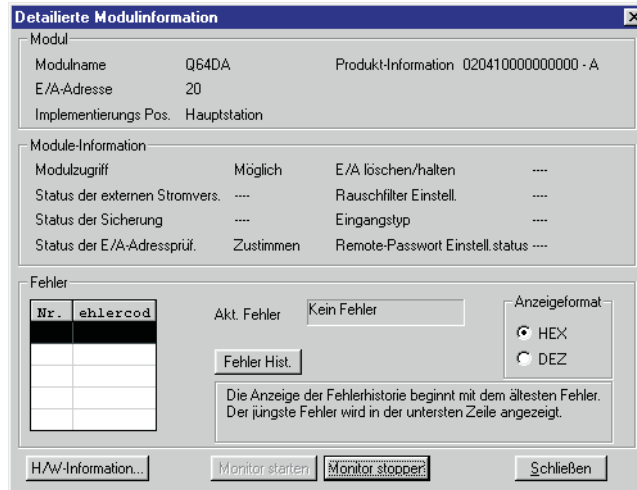 Detailierte Modulinformation
Modul
Modulname Q64DA Produkt-Information 020410000000000 - A
E/A-Adresse 20
Implementierungs Pos. Hauptstation
Module-Information
Modulzugriff Möglich E/A löschen/halten ----
Status der externen Stromvers. ---- Rauschfilter Einstell. ----
Status der Sicherung ---- Eingangstyp ----
Status der E/A-Adressprüf. Zustimmen Remote-Passwort Einstell.status ----
Fehler
Nr. ehlercod
Akt. Fehler Kein Fehler
Anzeigeformat
HEX
DEZ
Fehler Hist.
Die Anzeige der Fehlerhistorie beginnt mit dem ältesten Fehler.
Der jüngste Fehler wird in der untersten Zeile angezeigt.
H/W-Information... Monitor starten Monitor stopper Schließen